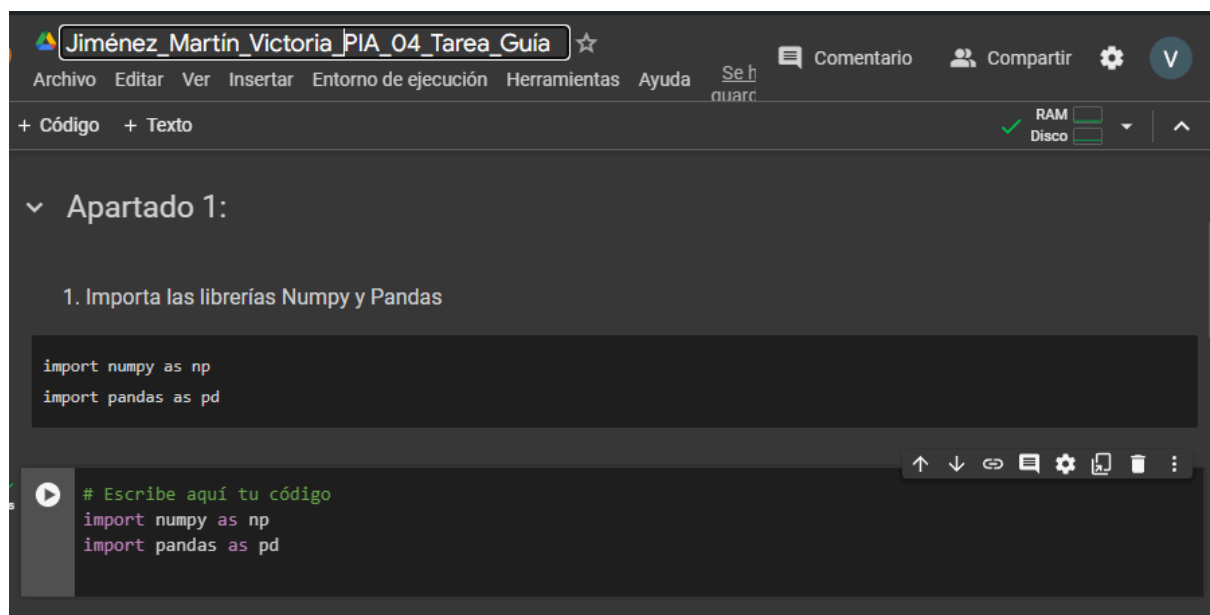 Jiménez_Martín_Victoria_PIA_04_Tarea_Guía
Comentario Compartir V
Archivo Editar Ver Insertar Entorno de ejecución Herramientas Ayuda Se h
guard
+ Código + Texto
RAM
Disco
Apartado 1:
1. Importa las librerías Numpy y Pandas
import numpy as np
import pandas as pd
# Escribe aquí tu código
import numpy as np
import pandas as pd